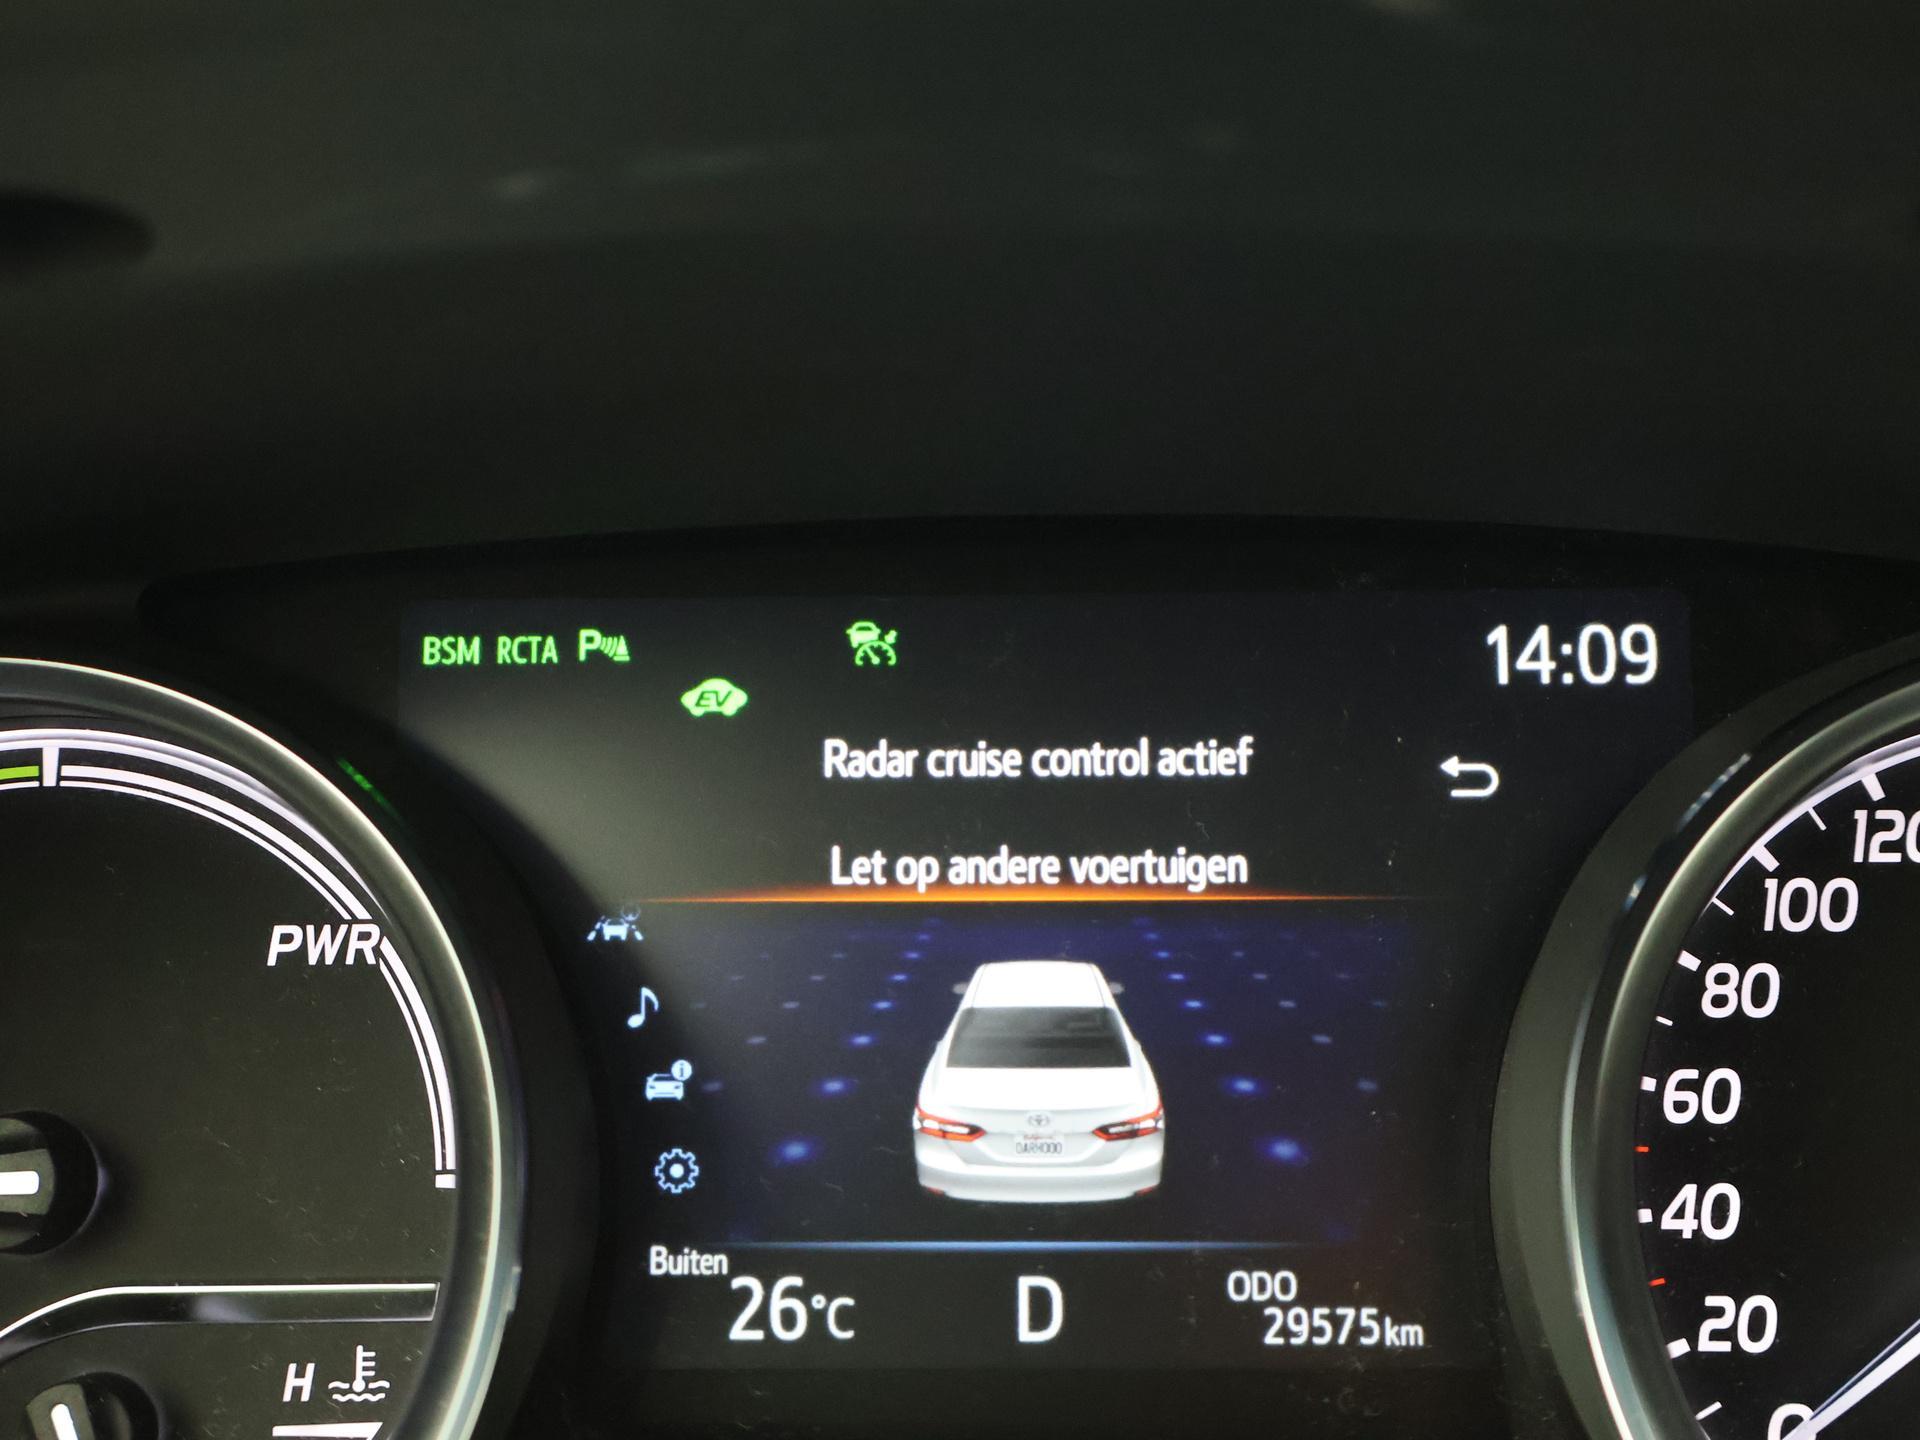 BSM RCTA P
14:09
EV
Radar cruise control actief
Let op andere voertuigen
PWR
120
100
80
60
40
20
0
Buiten
26°C
D
ODO
29575km
H